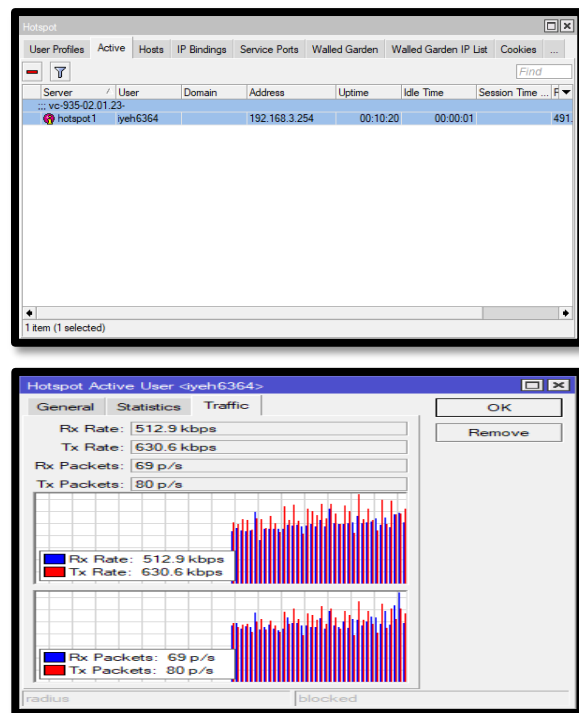 Hotspot
User Profiles Active Hosts IP Bindings Service Ports Walled Garden Walled Garden IP List Cookies ...
Find
Server / User Domain Address Uptime Idle Time Session Time ... F
;;; vc-935-02.01.23-
hotspot1 iyeh6364 192.168.3.254 00:10:20 00:00:01 491.
1 item (1 selected)
Hotspot Active User <iyeh6364>
General Statistics Traffic OK
Rx Rate: 512.9 kbps Remove
Tx Rate: 630.6 kbps
Rx Packets: 69 p/s
Tx Packets: 80 p/s
Rx Rate: 512.9 kbps
Tx Rate: 630.6 kbps
Rx Packets: 69 p/s
Tx Packets: 80 p/s
radius blocked